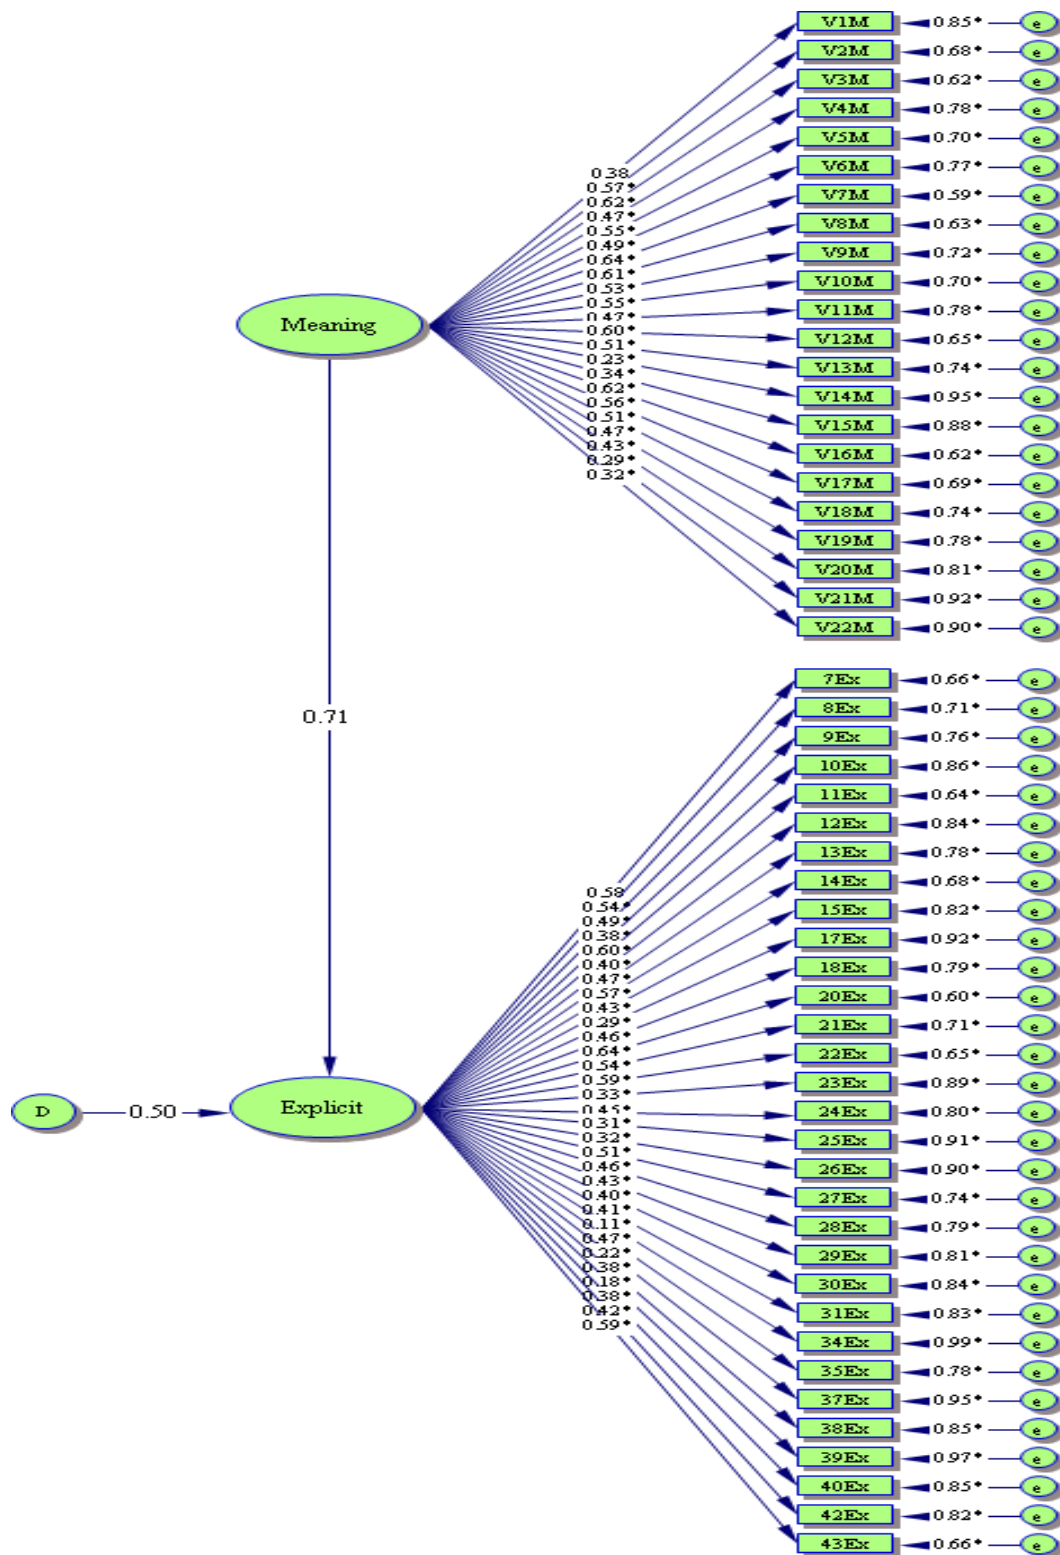 V1M 0.85* e
V2M 0.68* e
V3M 0.62* e
V4M 0.78* e
V5M 0.70* e
V6M 0.77* e
V7M 0.59* e
V8M 0.63* e
V9M 0.72* e
V10M 0.70* e
V11M 0.78* e
V12M 0.65* e
V13M 0.74* e
V14M 0.95* e
V15M 0.88* e
V16M 0.62* e
V17M 0.69* e
V18M 0.74* e
V19M 0.78* e
V20M 0.81* e
V21M 0.92* e
V22M 0.90* e
0.38
0.57*
0.62*
0.47*
0.55*
0.49*
0.64*
0.61*
0.53*
0.55*
0.47*
0.60*
0.51*
0.23*
0.34*
0.62*
0.56*
0.51*
0.47*
0.43*
0.29*
0.32*
Meaning
0.71
7Ex 0.66* e
8Ex 0.71* e
9Ex 0.76* e
10Ex 0.86* e
11Ex 0.64* e
12Ex 0.84* e
13Ex 0.78* e
14Ex 0.68* e
15Ex 0.82* e
17Ex 0.92* e
18Ex 0.79* e
20Ex 0.60* e
21Ex 0.71* e
22Ex 0.65* e
23Ex 0.89* e
24Ex 0.80* e
25Ex 0.91* e
26Ex 0.90* e
27Ex 0.74* e
28Ex 0.79* e
29Ex 0.81* e
30Ex 0.84* e
31Ex 0.83* e
34Ex 0.99* e
35Ex 0.78* e
37Ex 0.95* e
38Ex 0.85* e
39Ex 0.97* e
40Ex 0.85* e
42Ex 0.82* e
43Ex 0.66* e
0.58
0.54*
0.49*
0.38*
0.60*
0.40*
0.47*
0.57*
0.43*
0.29*
0.46*
0.64*
0.54*
0.59*
0.33*
0.45*
0.31*
0.32*
0.51*
0.46*
0.43*
0.40*
0.41*
0.11*
0.47*
0.22*
0.38*
0.18*
0.38*
0.42*
0.59*
D 0.50 Explicit